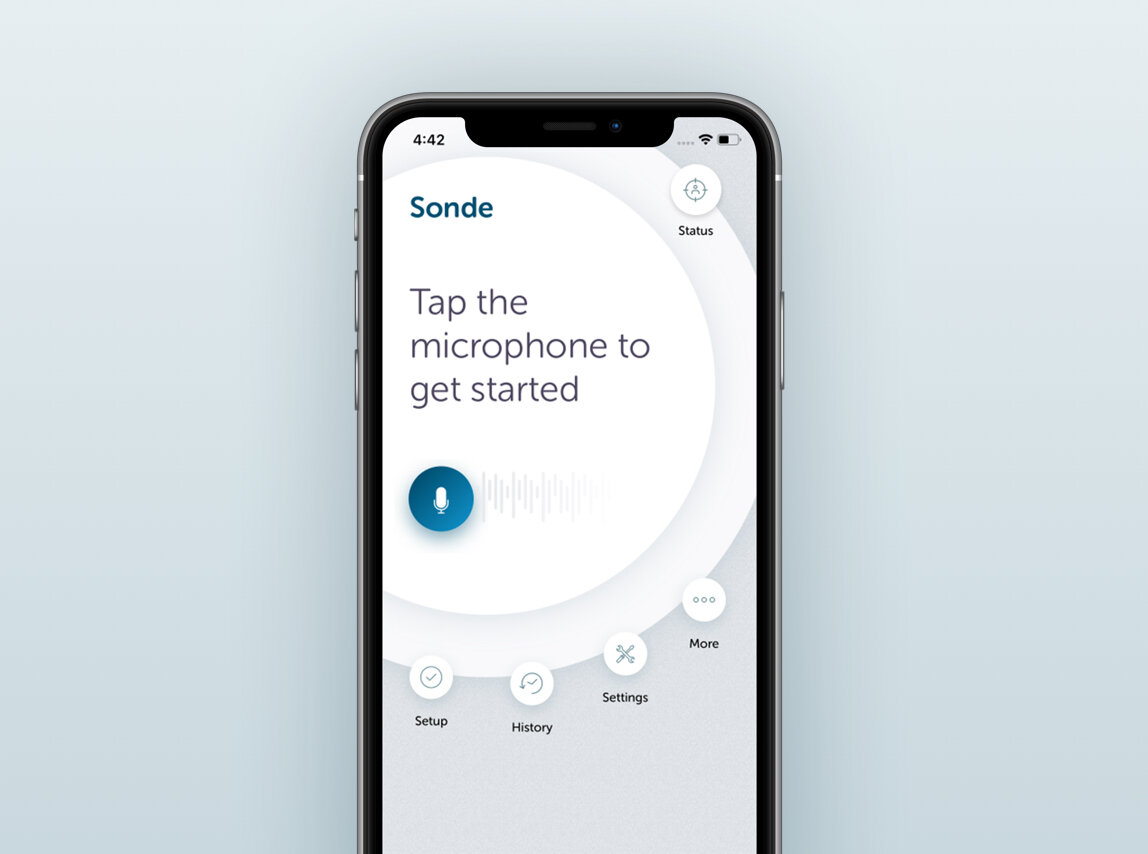 4:42
Sonde
Status
Tap the
microphone to
get started
More
Settings
Setup
History